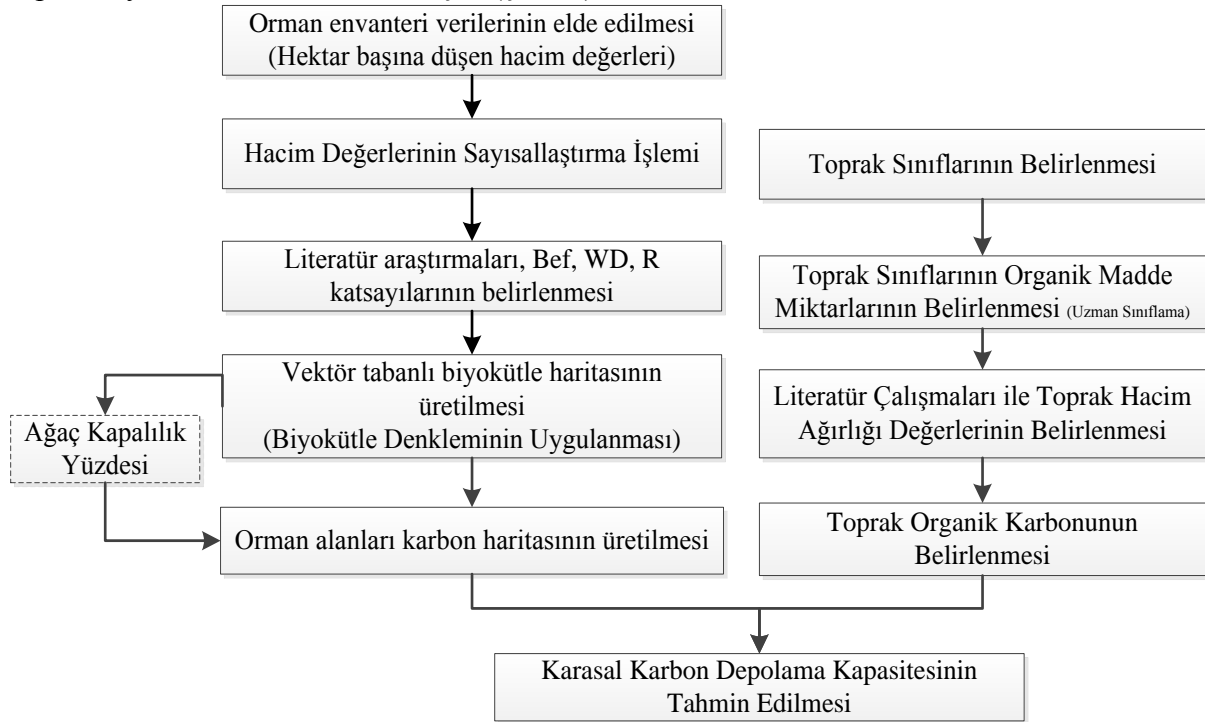 Orman envanteri verilerinin elde edilmesi
(Hektar başına düşen hacim değerleri)
Hacim Değerlerinin Sayısallaştırma İşlemi
Literatür araştırmaları, Bef, WD, R
katsayılarının belirlenmesi
Vektör tabanlı biyokütle haritasının
üretilmesi
(Biyokütle Denkleminin Uygulanması)
Ağaç Kapalılık
Yüzdesi
Orman alanları karbon haritasının üretilmesi
Toprak Sınıflarının Belirlenmesi
Toprak Sınıflarının Organik Madde
Miktarlarının Belirlenmesi (Uzman Sınıflama)
Literatür Çalışmaları ile Toprak Hacim
Ağırlığı Değerlerinin Belirlenmesi
Toprak Organik Karbonunun
Belirlenmesi
Karasal Karbon Depolama Kapasitesinin
Tahmin Edilmesi